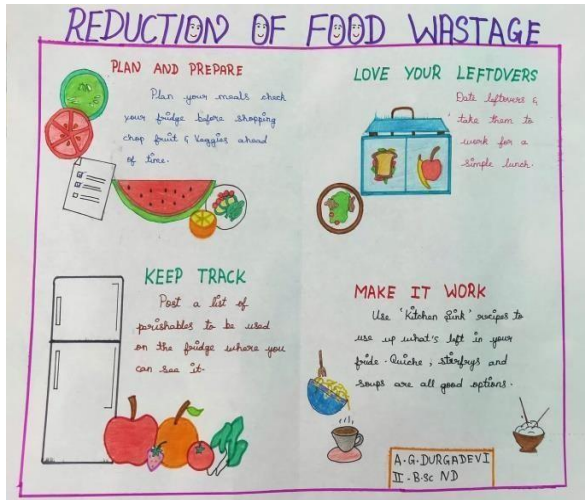 REDUCTION OF FOOD WASTAGE
PLAN AND PREPARE
Plan your meals check
your fridge before shopping
chop fruit & Veggies ahead
of time.
LOVE YOUR LEFTOVERS
Date leftovers &
take them to
work for a
simple lunch.
KEEP TRACK
Post a list of
perishables to be used
on the fridge where you
can see it.
MAKE IT WORK
Use 'Kitchen Sink' recipes to
use up what's left in your
fride. Quiche, stirfrys and
soups are all good options.
A.G.DURGADEVI
II - B.Sc ND